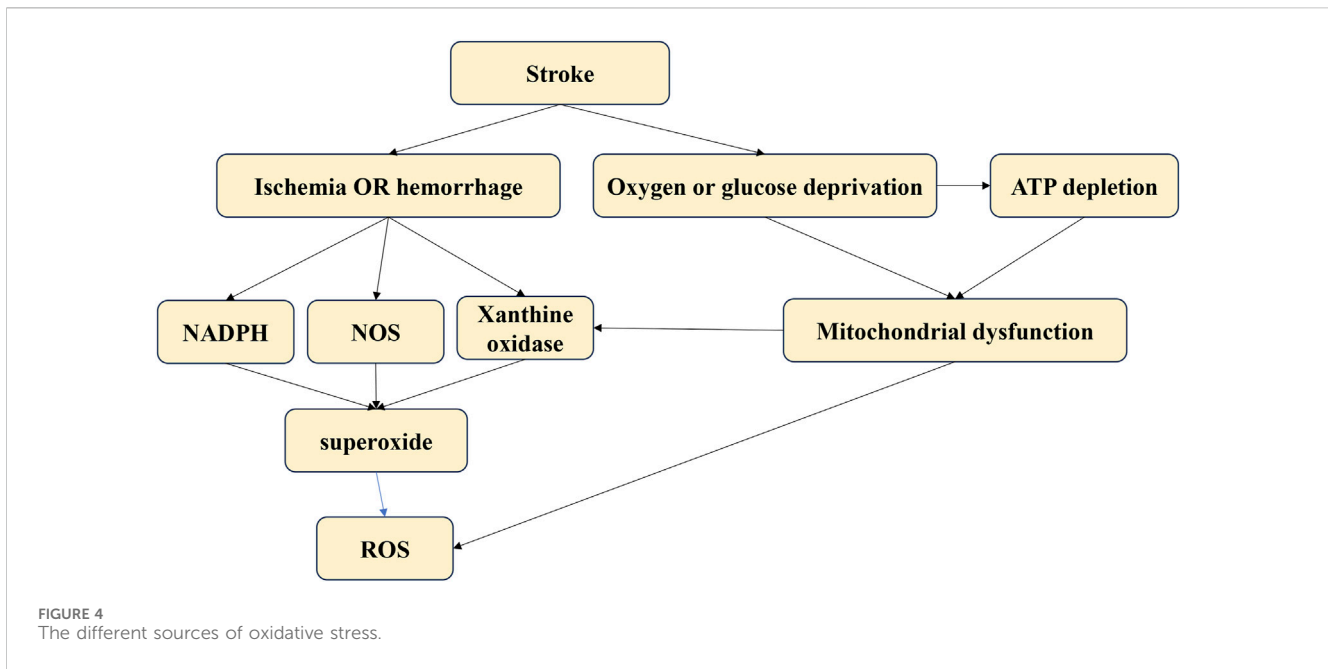 Stroke
Ischemia OR hemorrhage
Oxygen or glucose deprivation
ATP depletion
NADPH
NOS
Xanthine
oxidase
Mitochondrial dysfunction
superoxide
ROS
FIGURE 4
The different sources of oxidative stress.